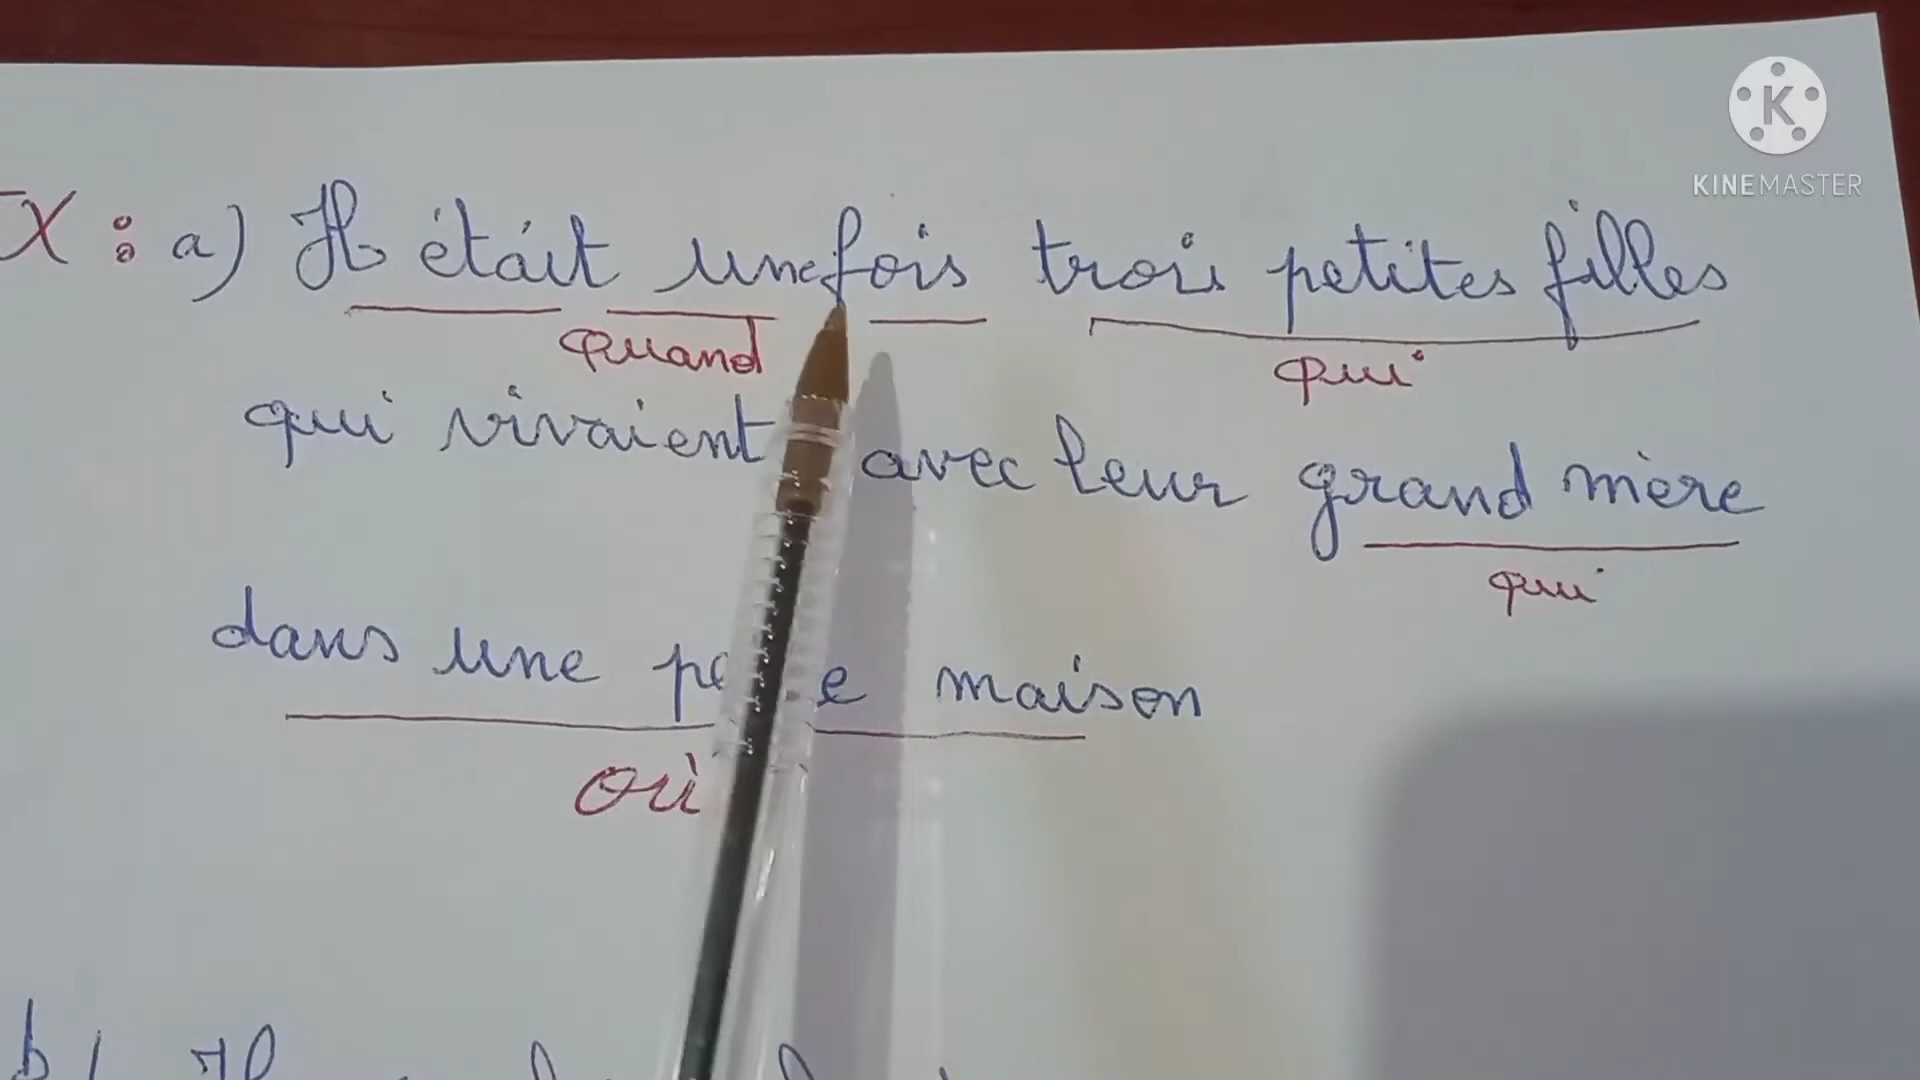 K
KINEMASTER
X : a) Il était une fois trois petites filles
quand qui
qui vivaient avec leur grand mère
qui
dans une maison
où
b)